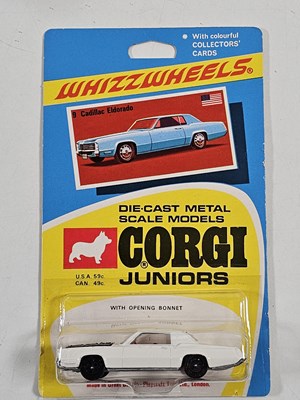 With colourful
COLLECTORS'
CARDS
WHIZZWHEELS®
9 Cadillac Eldorado
DIE-CAST METAL
SCALE MODELS
CORGI®
U.S.A. 59c.
CAN. 49c.
JUNIORS
WITH OPENING BONNET
London.